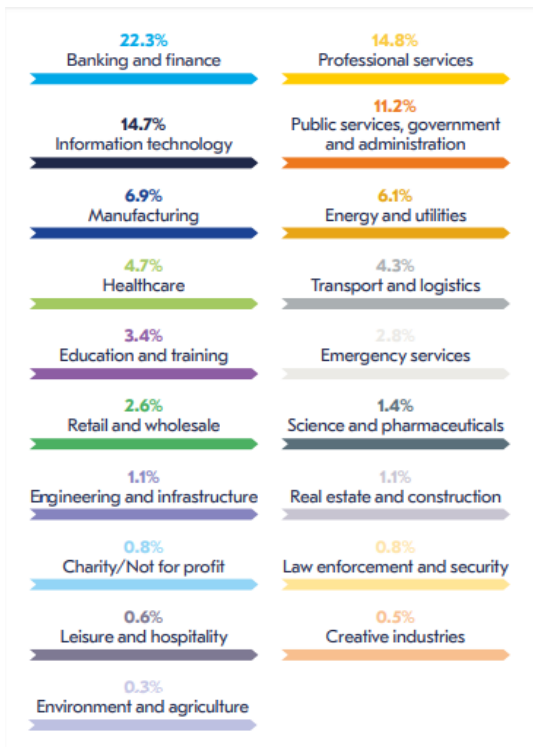 22.3%
Banking and finance
14.8%
Professional services
14.7%
Information technology
11.2%
Public services, government
and administration
6.9%
Manufacturing
6.1%
Energy and utilities
4.7%
Healthcare
4.3%
Transport and logistics
3.4%
Education and training
2.8%
Emergency services
2.6%
Retail and wholesale
1.4%
Science and pharmaceuticals
1.1%
Engineering and infrastructure
1.1%
Real estate and construction
0.8%
Charity/Not for profit
0.8%
Law enforcement and security
0.6%
Leisure and hospitality
0.5%
Creative industries
0.3%
Environment and agriculture